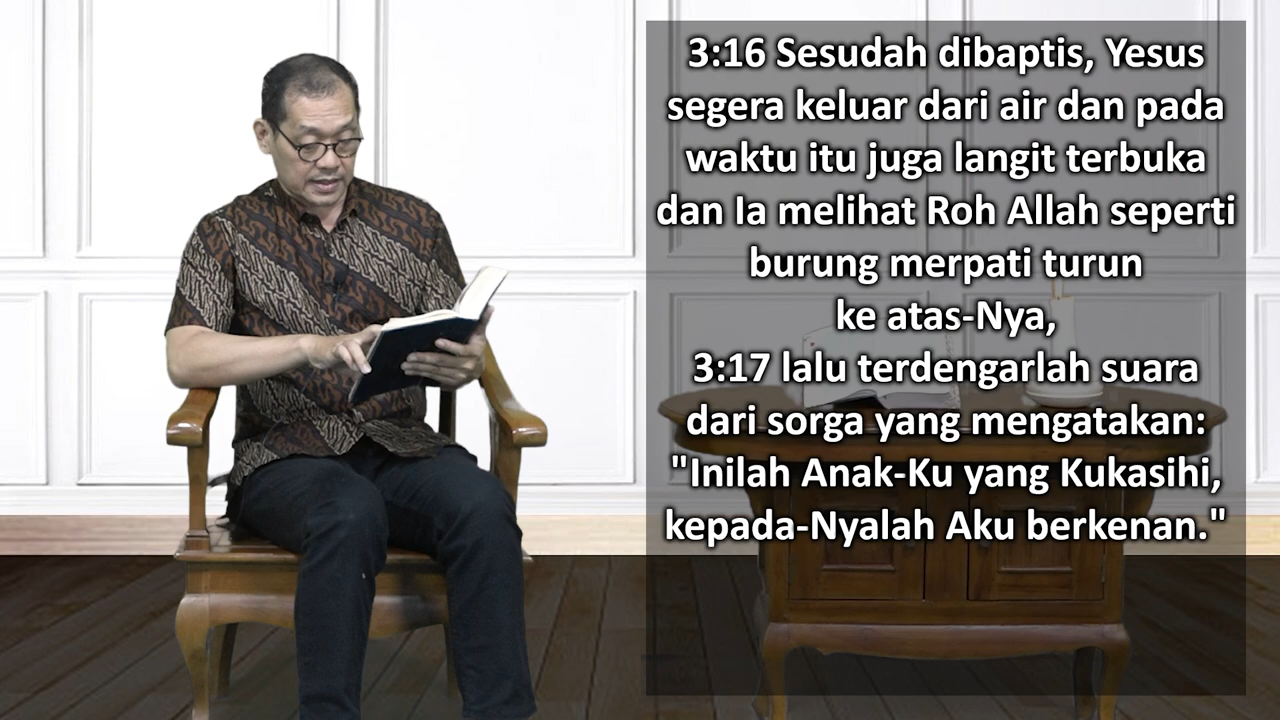 3:16 Sesudah dibaptis, Yesus
segera keluar dari air dan pada
waktu itu juga langit terbuka
dan Ia melihat Roh Allah seperti
burung merpati turun
ke atas-Nya,
3:17 lalu terdengarlah suara
dari sorga yang mengatakan:
"Inilah Anak-Ku yang Kukasihi,
kepada-Nyalah Aku berkenan."